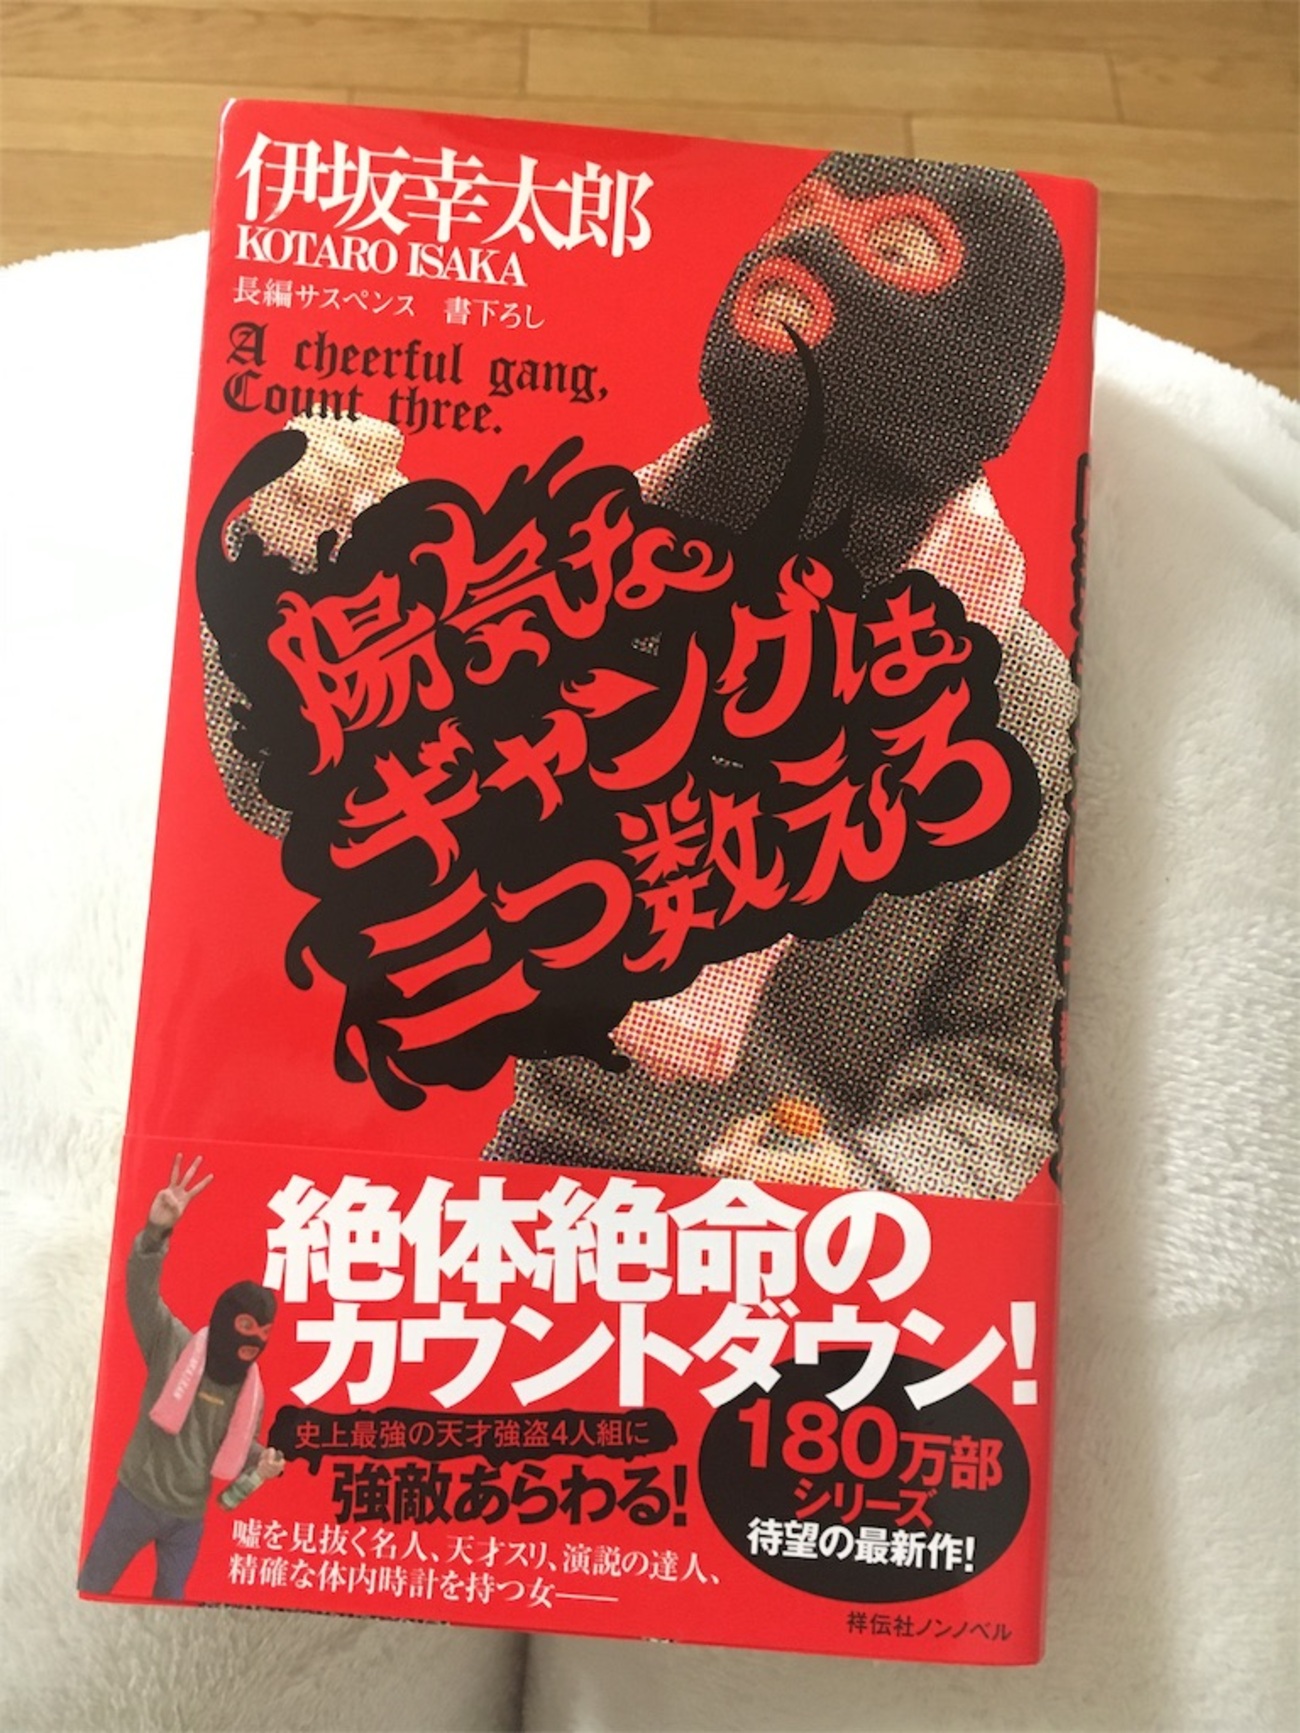 伊坂幸太郎
KOTARO ISAKA
長編サスペンス 書下ろし
A cheerful gang,
Count three.
陽気な
ギャングは
三つ数えろ
絶体絶命の
カウントダウン!
史上最強の天才強盗4人組に
強敵あらわる!
嘘を見抜く名人、天才スリ、演説の達人、
精確な体内時計を持つ女――
180万部
シリーズ
待望の最新作!
祥伝社ノンノベル